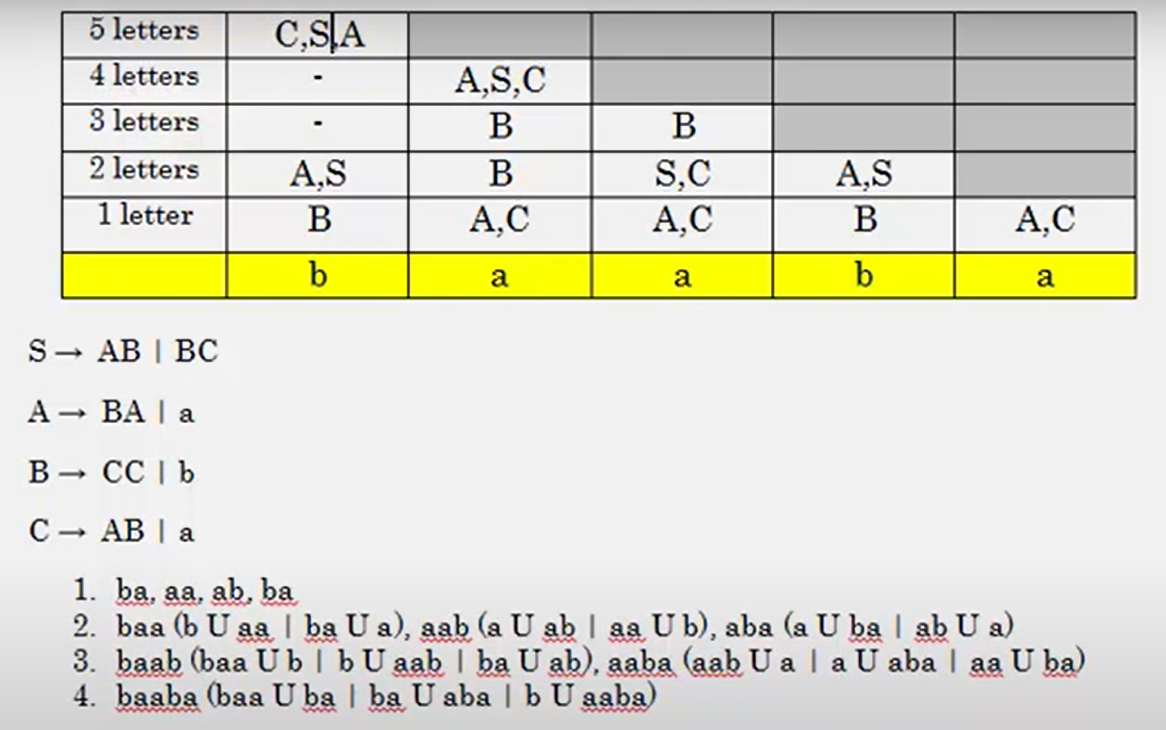 5 letters C,S,A
4 letters - A,S,C
3 letters - B B
2 letters A,S B S,C A,S
1 letter B A,C A,C B A,C
b a a b a
S → AB | BC
A → BA | a
B → CC | b
C → AB | a
1. ba, aa, ab, ba
2. baa (b U aa | ba U a), aab (a U ab | aa U b), aba (a U ba | ab U a)
3. baab (baa U b | b U aab | ba U ab), aaba (aab U a | a U aba | aa U ba)
4. baaba (baa U ba | ba U aba | b U aaba)